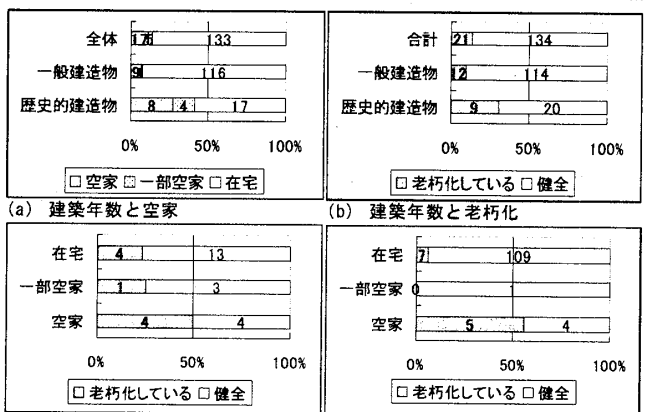 全体 17 5 133
一般建造物 9 116
歴史的建造物 8 4 17
0% 50% 100%
空家 一部空家 在宅
(a) 建築年数と空家
合計 21 134
一般建造物 12 114
歴史的建造物 9 20
0% 50% 100%
老朽化している 健全
(b) 建築年数と老朽化
在宅 4 13
一部空家 1 3
空家 4 4
0% 50% 100%
老朽化している 健全
在宅 7 109
一部空家 0 1
空家 5 4
0% 50% 100%
老朽化している 健全